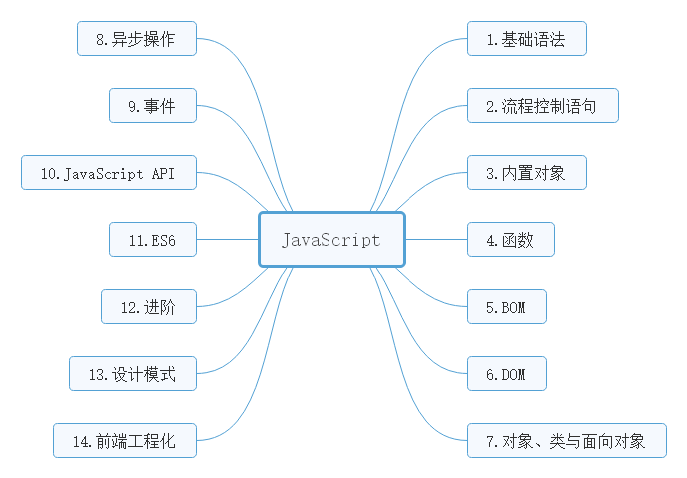 JavaScript
1.基础语法
2.流程控制语句
3.内置对象
4.函数
5.BOM
6.DOM
7.对象、类与面向对象
8.异步操作
9.事件
10.JavaScript API
11.ES6
12.进阶
13.设计模式
14.前端工程化